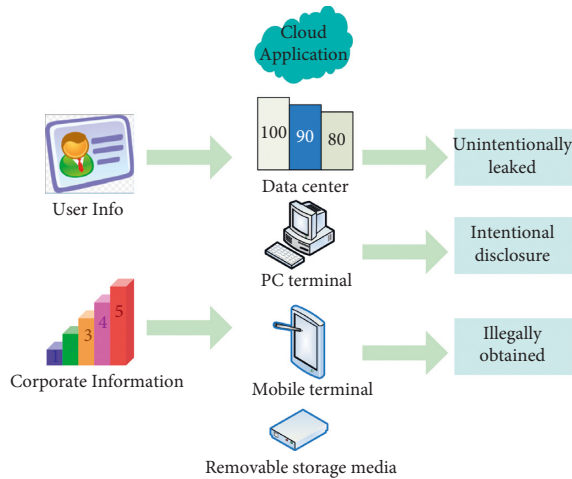 Cloud
Application
100
90
80
Data center
Unintentionally
leaked
User Info
PC terminal
Intentional
disclosure
1
3
4
5
Corporate Information
Mobile terminal
Illegally
obtained
Removable storage media